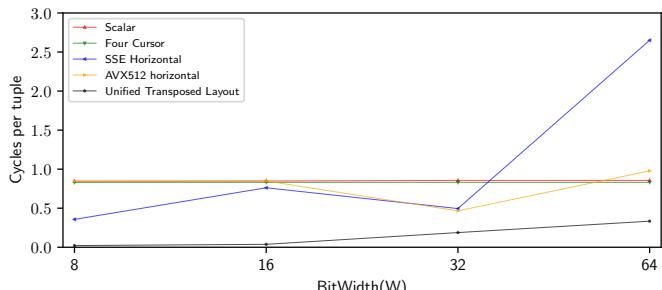 3.0
2.5
2.0
1.5
1.0
0.5
0.0
Cycles per tuple
Scalar
Four Cursor
SSE Horizontal
AVX512 horizontal
Unified Transposed Layout
8 16 32 64
BitWidth(W)